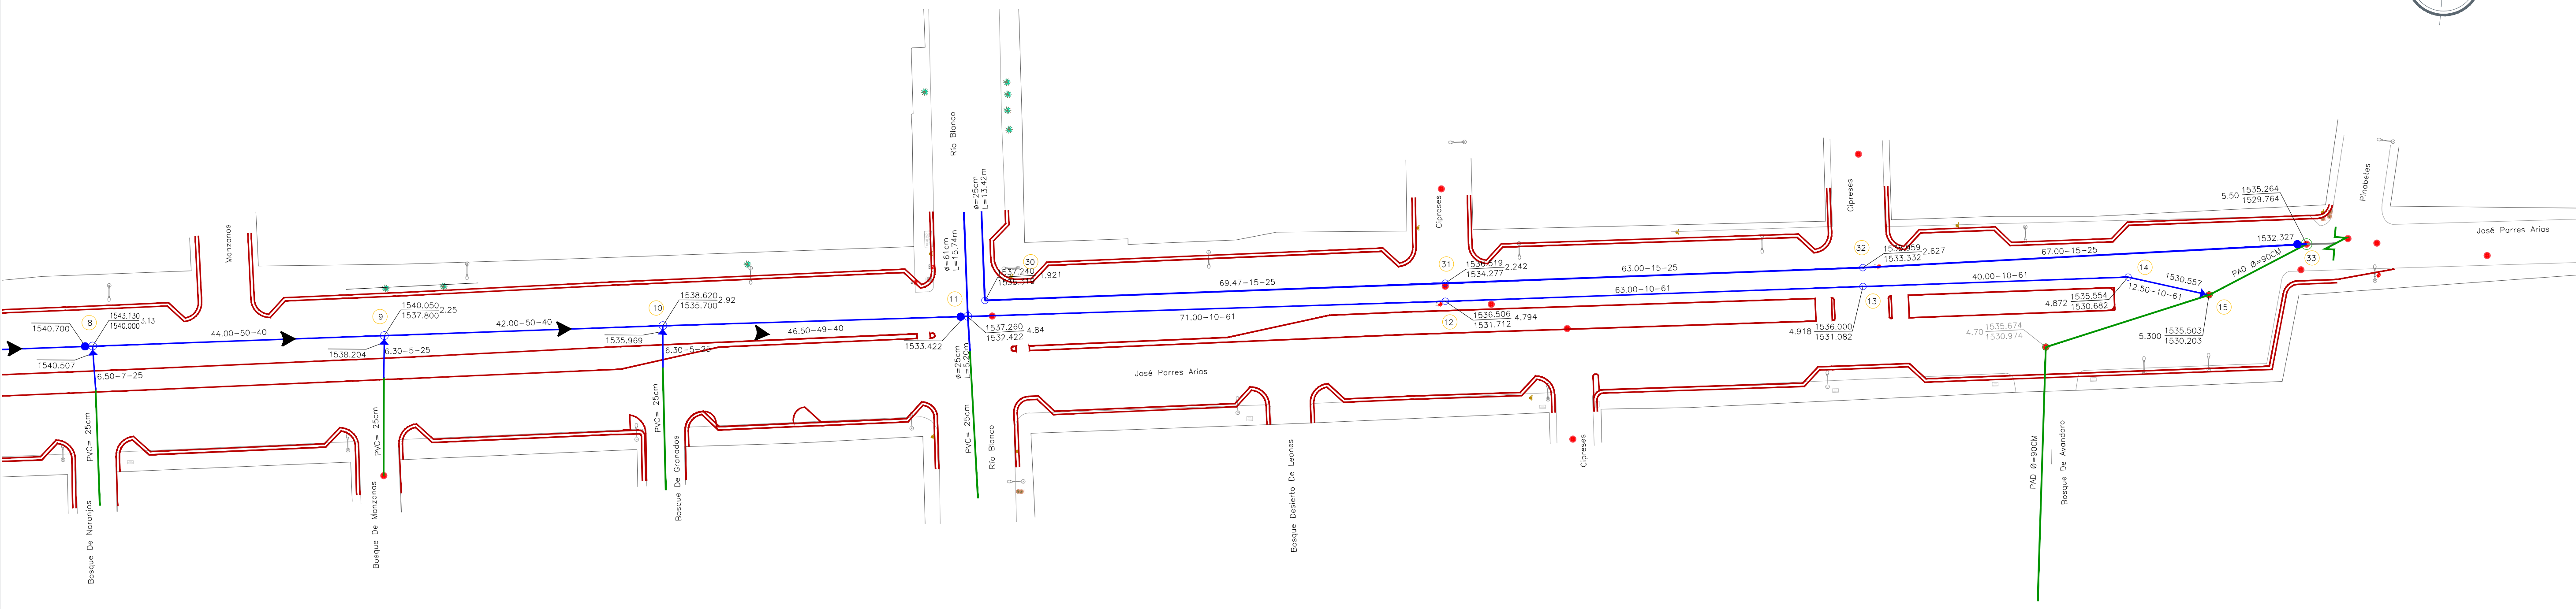 1540.700
8
1543.130
1540.000
3.13
1540.507
6.50-7-25
PVC= 25cm
Bosque De Naranjos
Manzanos
44.00-50-40
9
1540.050
1537.800
2.25
1538.204
6.30-5-25
PVC= 25cm
Bosque De Manzanas
42.00-50-40
10
1538.620
1535.700
2.92
1535.969
6.30-5-25
PVC= 25cm
Bosque De Granados
46.50-49-40
Río Blanco
ø=61cm
L=15.74m
ø=25cm
L=13.42m
11
1533.422
1537.260
1532.422
4.84
ø=25cm
L=5.20m
PVC= 25cm
Río Blanco
30
1537.240
1.921
69.47-15-25
71.00-10-61
José Parres Arias
Bosque Desierto De Leones
Cipreses
31
1536.519
1534.277
2.242
12
1536.506
1531.712
4.794
63.00-15-25
63.00-10-61
Cipreses
Cipreses
32
1533.332
2.627
13
4.918
1536.000
1531.082
67.00-15-25
40.00-10-61
14
4.872
1535.554
1530.682
1530.557
12.50-10-61
15
5.300
1535.503
1530.203
4.70
1535.674
1530.974
PAD Ø=90CM
Bosque De Avandaro
PAD Ø=90CM
5.50
1535.264
1529.764
1532.327
33
Pinabetes
José Parres Arias